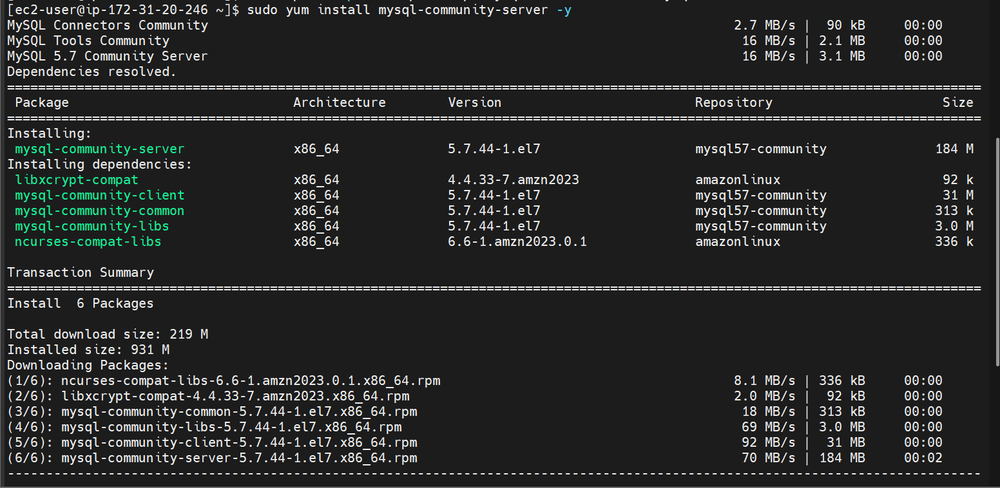 [ec2-user@ip-172-31-20-246 ~]$ sudo yum install mysql-community-server -y
MySQL Connectors Community 2.7 MB/s | 90 kB 00:00
MySQL Tools Community 16 MB/s | 2.1 MB 00:00
MySQL 5.7 Community Server 16 MB/s | 3.1 MB 00:00
Dependencies resolved.
==============================================================================================================================
Package Architecture Version Repository Size
==============================================================================================================================
Installing:
mysql-community-server x86_64 5.7.44-1.el7 mysql57-community 184 M
Installing dependencies:
libxcrypt-compat x86_64 4.4.33-7.amzn2023 amazonlinux 92 k
mysql-community-client x86_64 5.7.44-1.el7 mysql57-community 31 M
mysql-community-common x86_64 5.7.44-1.el7 mysql57-community 313 k
mysql-community-libs x86_64 5.7.44-1.el7 mysql57-community 3.0 M
ncurses-compat-libs x86_64 6.6-1.amzn2023.0.1 amazonlinux 336 k

Transaction Summary
==============================================================================================================================
Install 6 Packages

Total download size: 219 M
Installed size: 931 M
Downloading Packages:
(1/6): ncurses-compat-libs-6.6-1.amzn2023.0.1.x86_64.rpm 8.1 MB/s | 336 kB 00:00
(2/6): libxcrypt-compat-4.4.33-7.amzn2023.x86_64.rpm 2.0 MB/s | 92 kB 00:00
(3/6): mysql-community-common-5.7.44-1.el7.x86_64.rpm 18 MB/s | 313 kB 00:00
(4/6): mysql-community-libs-5.7.44-1.el7.x86_64.rpm 69 MB/s | 3.0 MB 00:00
(5/6): mysql-community-client-5.7.44-1.el7.x86_64.rpm 92 MB/s | 31 MB 00:00
(6/6): mysql-community-server-5.7.44-1.el7.x86_64.rpm 70 MB/s | 184 MB 00:02
------------------------------------------------------------------------------------------------------------------------------